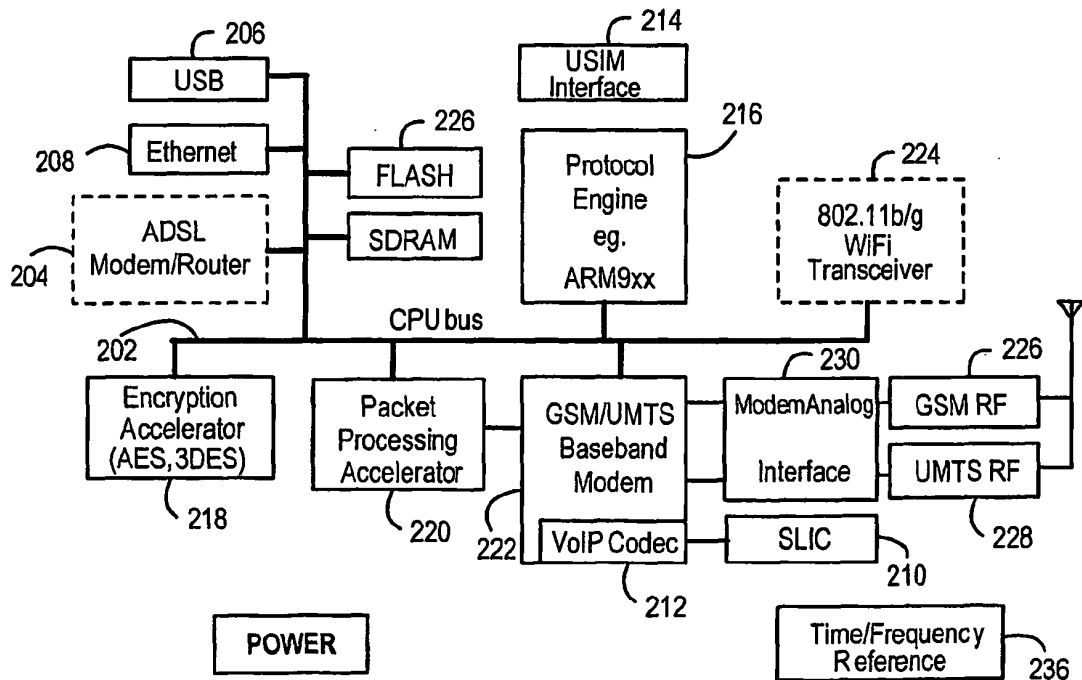 206
USB
214
USIM
Interface
208
Ethernet
226
FLASH
216
Protocol
Engine
eg.
ARM9xx
224
802.11b/g
WiFi
Transceiver
204
ADSL
Modem/Router
SDRAM
202
CPU bus
Encryption
Accelerator
(AES, 3DES)
218
Packet
Processing
Accelerator
220
GSM/UMTS
Baseband
Modem
222
VoIP Codec
212
230
Modem Analog
Interface
226
GSM RF
UMTS RF
228
SLIC
210
POWER
Time/Frequency
Reference
236